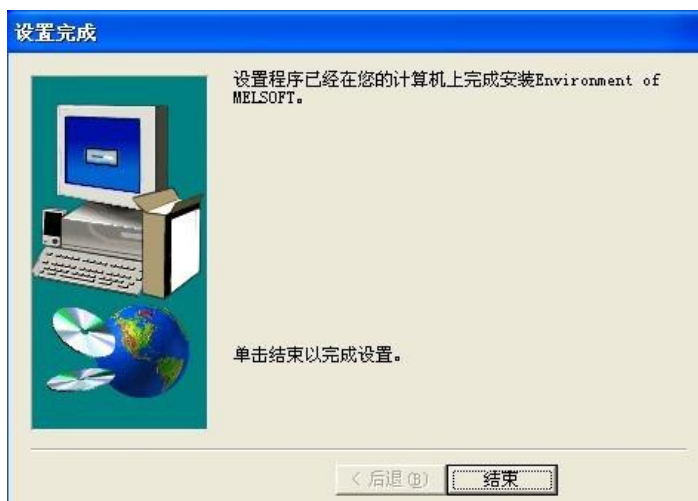 设置完成
设置程序已经在您的计算机上完成安装Environment of
MELSOFT。
单击结束以完成设置。
< 后退(B)
结束